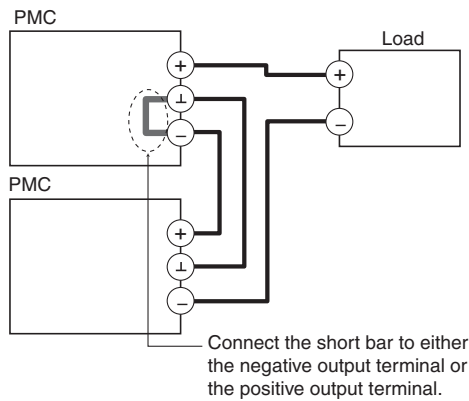 PMC
Load
+
⊥
−
+
−
PMC
+
⊥
−
Connect the short bar to either
the negative output terminal or
the positive output terminal.